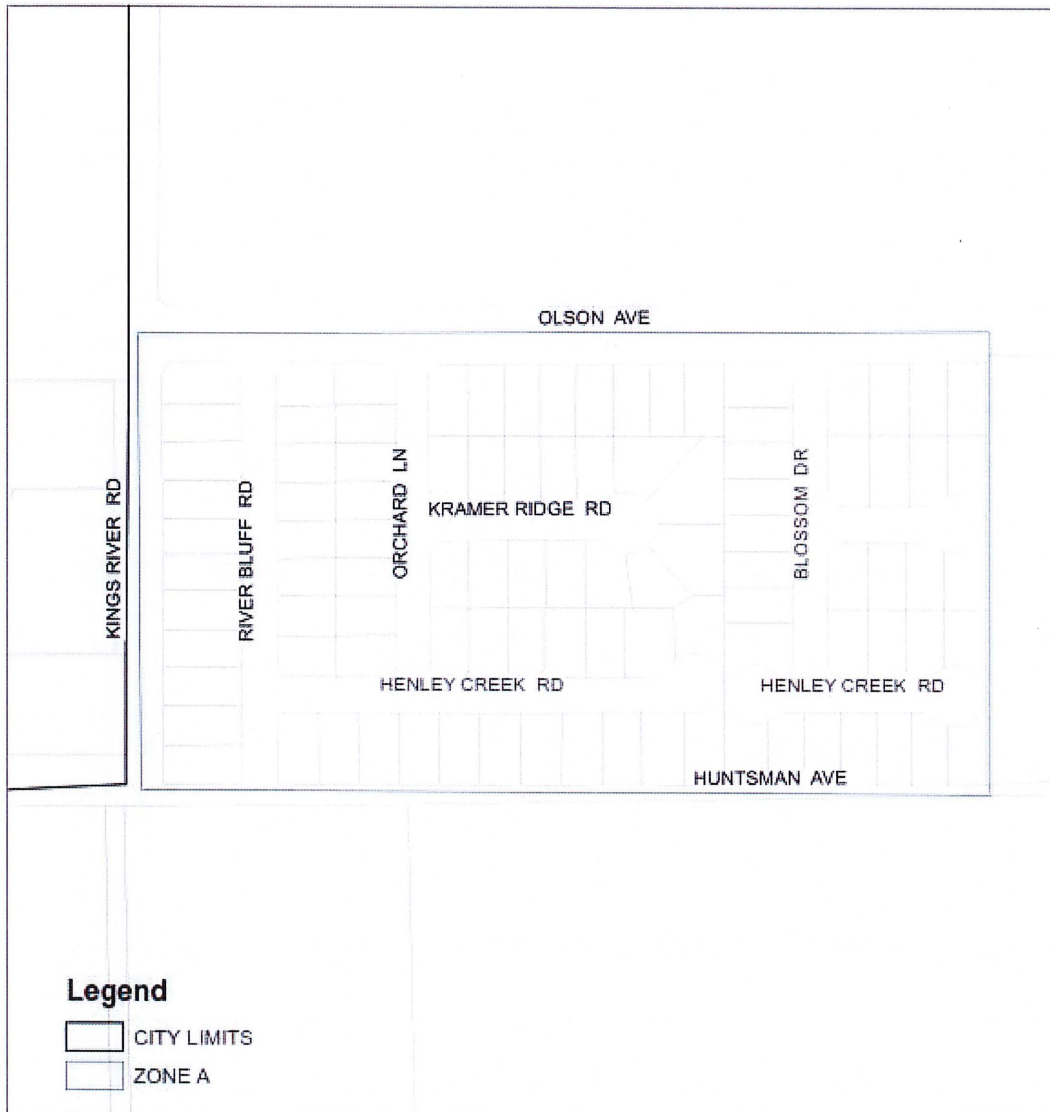 OLSON AVE
KINGS RIVER RD
RIVER BLUFF RD
ORCHARD LN
KRAMER RIDGE RD
BLOSSOM DR
HENLEY CREEK RD
HENLEY CREEK RD
HUNTSMAN AVE
Legend
CITY LIMITS
ZONE A